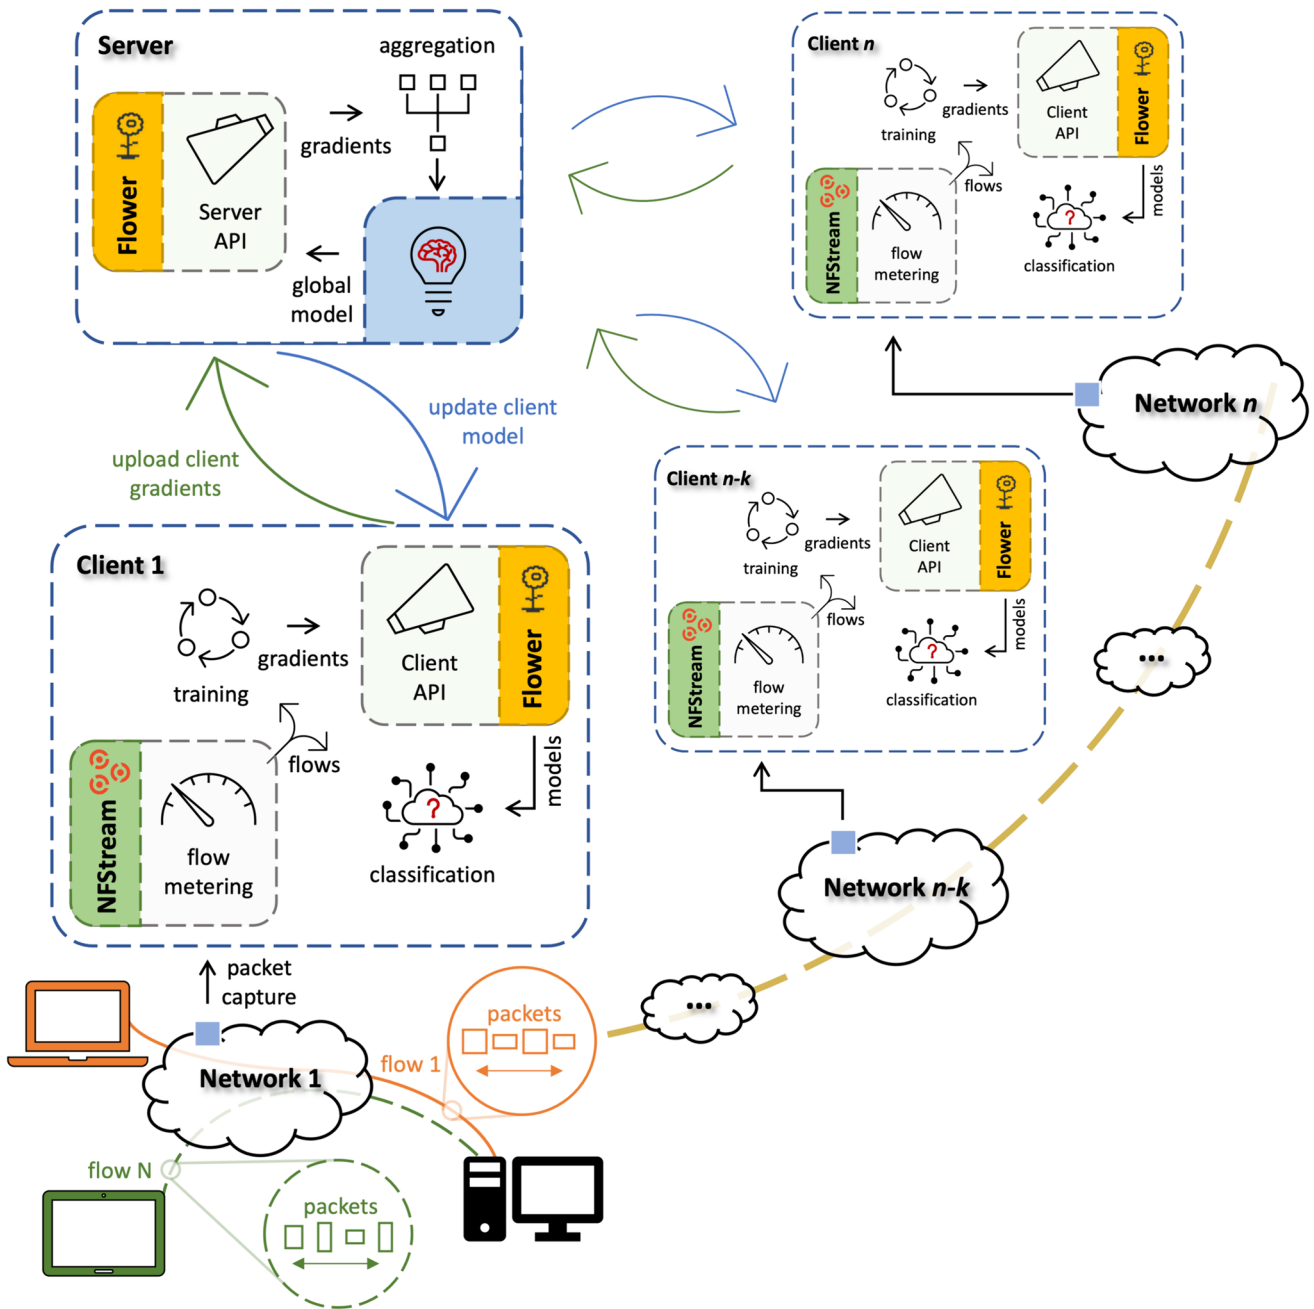 Server
aggregation
Flower
Server
API
gradients
global
model
update client
model
upload client
gradients
Client n
training
gradients
Client
API
Flower
flows
models
NFStream
flow
metering
classification
Network n
Client n-k
training
gradients
Client
API
Flower
flows
models
NFStream
flow
metering
classification
...
Network n-k
...
Client 1
training
gradients
Client
API
Flower
flows
models
NFStream
flow
metering
classification
packet
capture
Network 1
flow 1
packets
flow N
packets